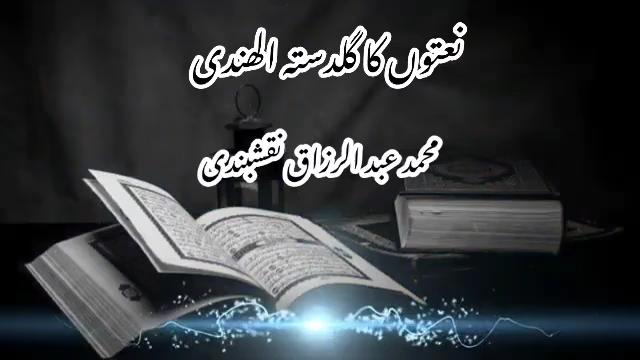 نعتوں کا گلدستہ الھندی
محمد عبدالرزاق نقشبندی